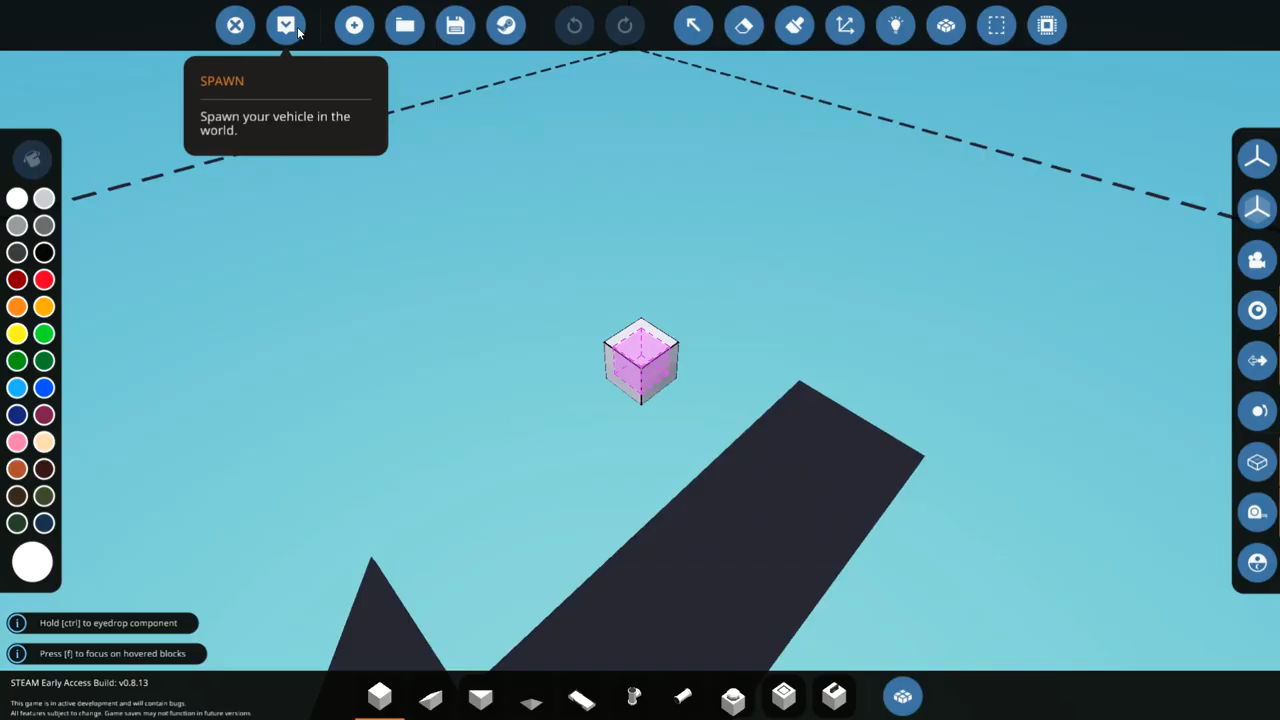 SPAWN
Spawn your vehicle in the
world.
Hold [ctrl] to eyedrop component
Press [f] to focus on hovered blocks
STEAM Early Access Build: v0.8.13
This game is in active development and will contain bugs.
All features subject to change. Game saves may not function in future versions